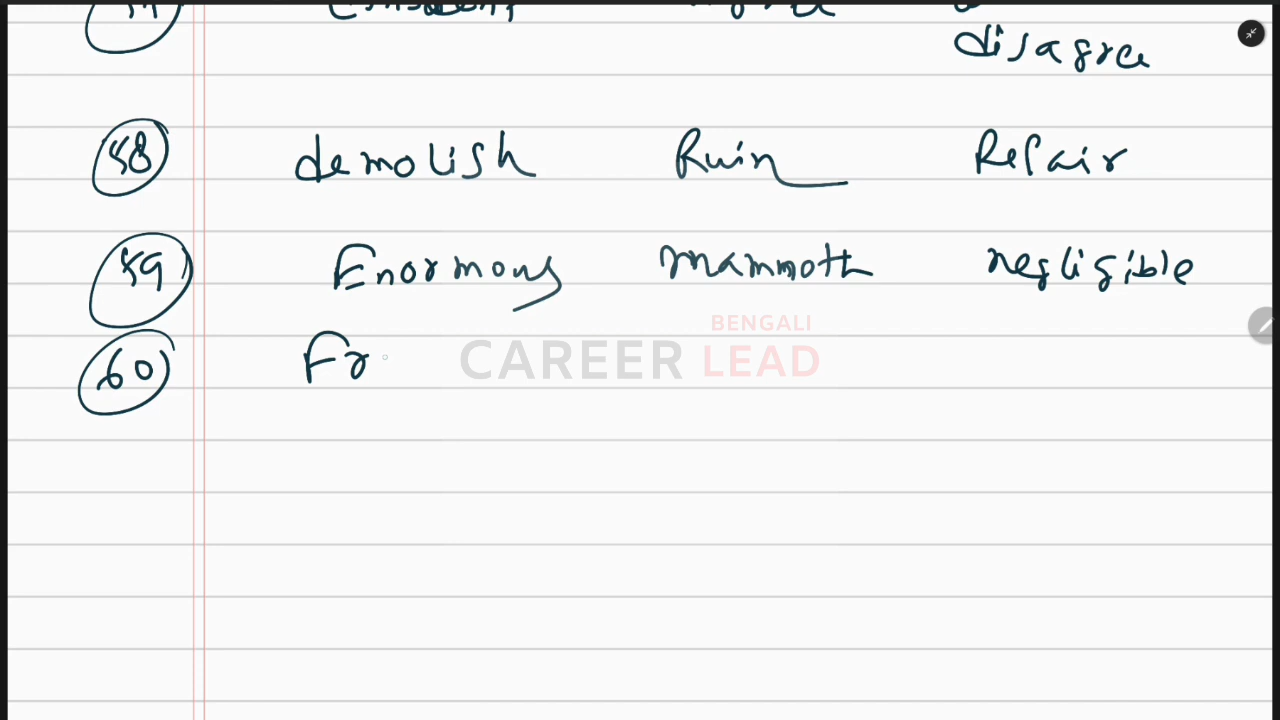 disagree
58 demolish Ruin Repair
59 Enormous mammoth negligible
BENGALI
60 Fr CAREER LEAD